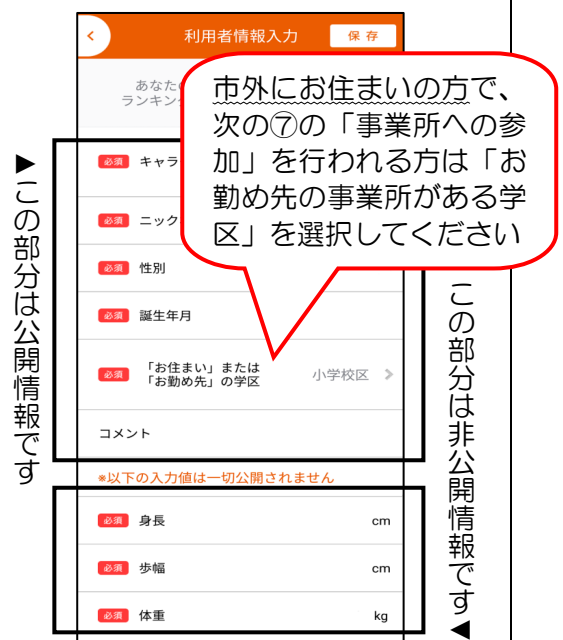 利用者情報入力
保存
あなた
ランキン
市外にお住まいの方で、
次の⑦の「事業所への参
加」を行われる方は「お
勤め先の事業所がある学
区」を選択してください
▶この部分は公開情報です
必須 キャラ
必須 ニック
必須 性別
必須 誕生年月
必須 「お住まい」または
「お勤め先」の学区
小学校区 >
コメント
※以下の入力値は一切公開されません
必須 身長 cm
必須 歩幅 cm
必須 体重 kg
この部分は非公開情報です◀